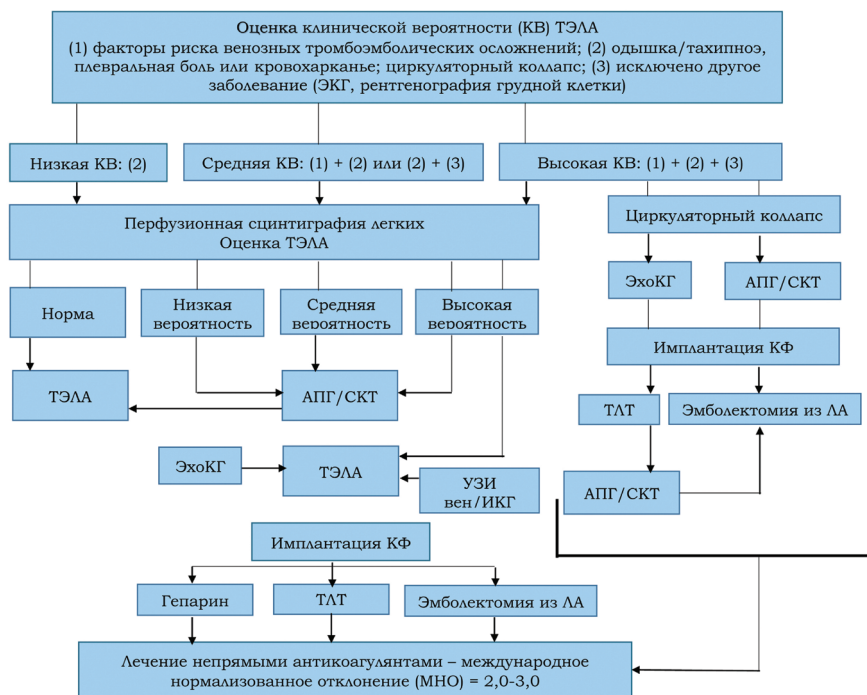 Оценка клинической вероятности (КВ) ТЭЛА
(1) факторы риска венозных тромбоэмболических осложнений; (2) одышка/тахипноэ,
плевральная боль или кровохарканье; циркуляторный коллапс; (3) исключено другое
заболевание (ЭКГ, рентгенография грудной клетки)
Низкая КВ: (2)
Средняя КВ: (1) + (2) или (2) + (3)
Высокая КВ: (1) + (2) + (3)
Перфузионная сцинтиграфия легких
Оценка ТЭЛА
Циркуляторный коллапс
ЭхоКГ
АПГ/СКТ
Норма
Низкая
вероятность
Средняя
вероятность
Высокая
вероятность
Имплантация КФ
ТЭЛА
АПГ/СКТ
ТЛТ
Эмболектомия из ЛА
ЭхоКГ
ТЭЛА
УЗИ
вен/ИКГ
АПГ/СКТ
Имплантация КФ
Гепарин
ТЛТ
Эмболектомия из ЛА
Лечение непрямыми антикоагулянтами – международное
нормализованное отклонение (МНО) = 2,0-3,0